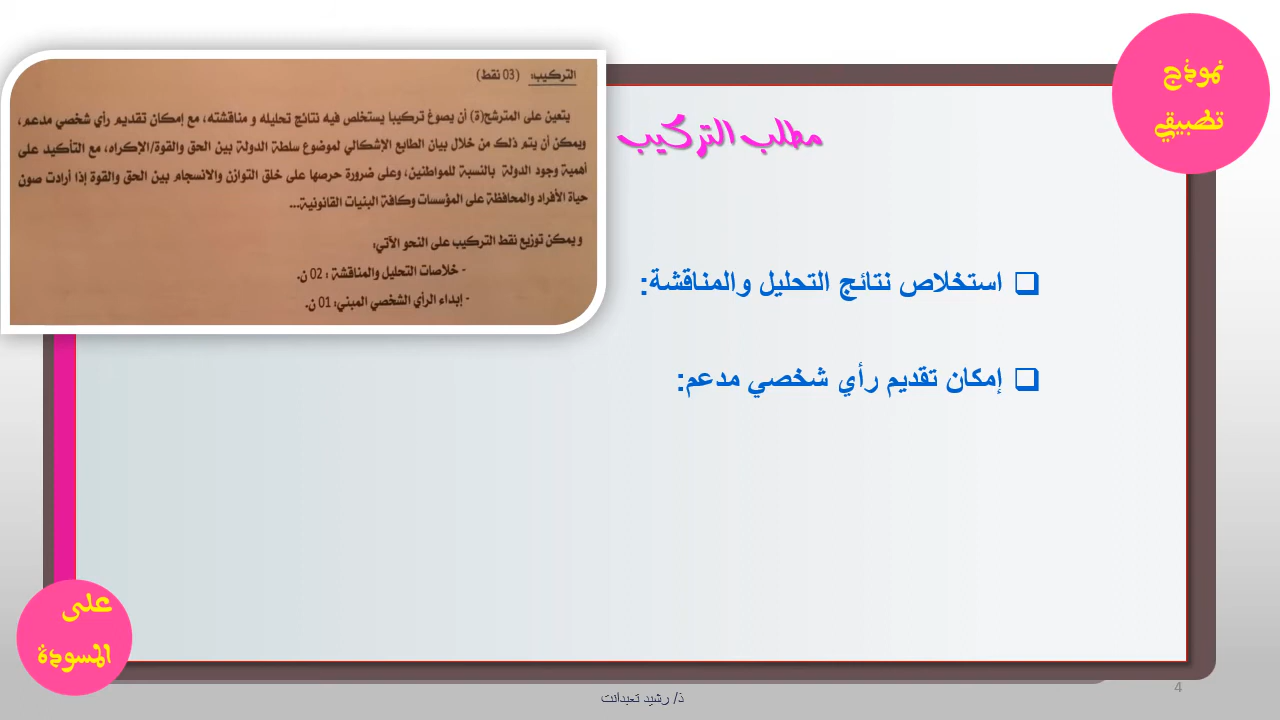 نموذج
تطبيقي
مطلب التركيب
التركيب: (03 نقط)
يتعين على المترشح(ة) أن يصوغ تركيبا يستخلص فيه نتائج تحليله و مناقشته، مع إمكان تقديم رأي شخصي مدعم،
ويمكن أن يتم ذلك من خلال بيان الطابع الإشكالي لموضوع سلطة الدولة بين الحق والقوة/الإكراه، مع التأكيد على
أهمية وجود الدولة بالنسبة للمواطنين، وعلى ضرورة حرصها على خلق التوازن والانسجام بين الحق والقوة إذا أرادت صون
حياة الأفراد والمحافظة على المؤسسات وكافة البنيات القانونية...
و يمكن توزيع نقط التركيب على النحو الآتي:
- خلاصات التحليل والمناقشة : 02 ن.
- إبداء الرأي الشخصي المبني: 01 ن.
❑ استخلاص نتائج التحليل والمناقشة:
❑ إمكان تقديم رأي شخصي مدعم:
على
المسودة
ذ/ رشيد تعبدانت
4